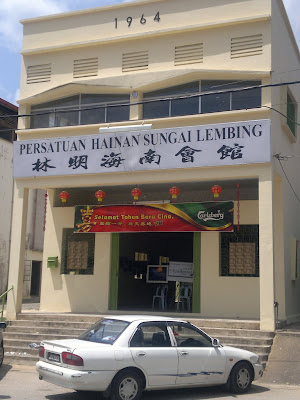 1964
PERSATUAN HAINAN SUNGAI LEMBING
林明海南會館
Selamat Tahun Baru Cina
Carlsberg